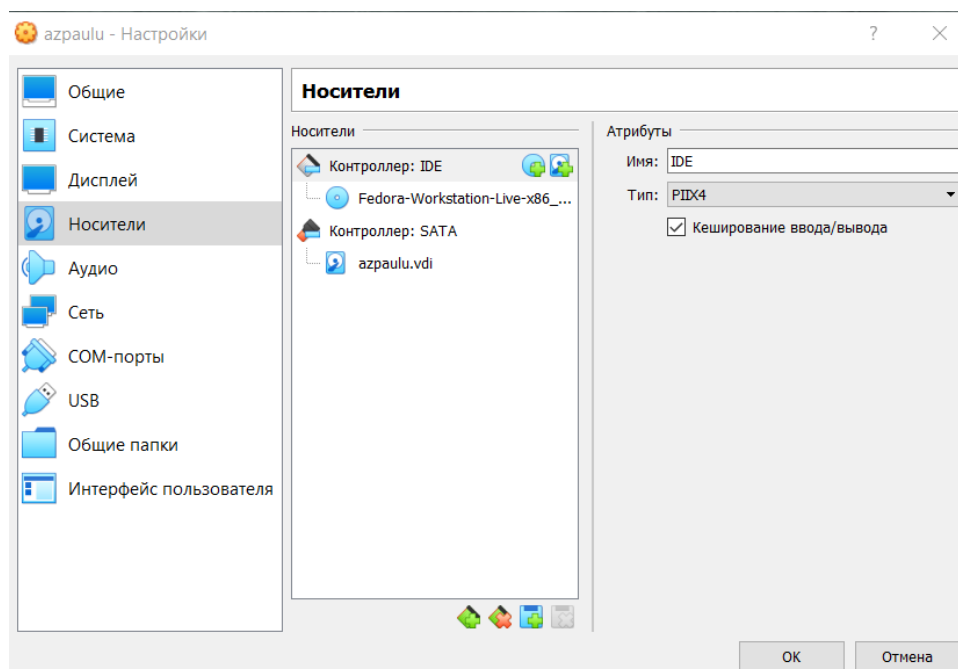 azpaulu - Настройки
?
Общие
Система
Дисплей
Носители
Аудио
Сеть
COM-порты
USB
Общие папки
Интерфейс пользователя
Носители
Носители
Контроллер: IDE
Fedora-Workstation-Live-x86_...
Контроллер: SATA
azpaulu.vdi
Атрибуты
Имя: IDE
Тип: PIIX4
Кеширование ввода/вывода
OK
Отмена